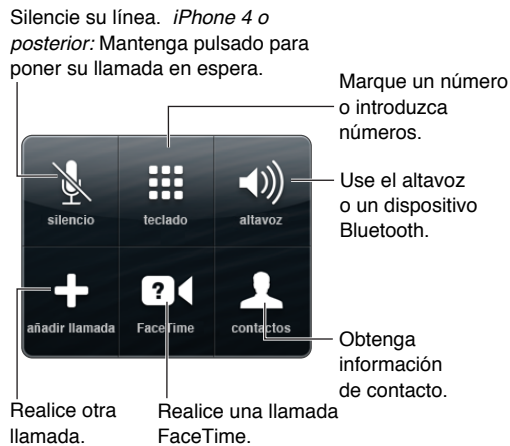 Silencie su línea.  iPhone 4 o
posterior: Mantenga pulsado para
poner su llamada en espera.
Marque un número
o introduzca
números.
silencio
teclado
altavoz
Use el altavoz
o un dispositivo
Bluetooth.
?
añadir llamada
FaceTime
contactos
Obtenga
información
de contacto.
Realice otra
llamada.
Realice una llamada
FaceTime.